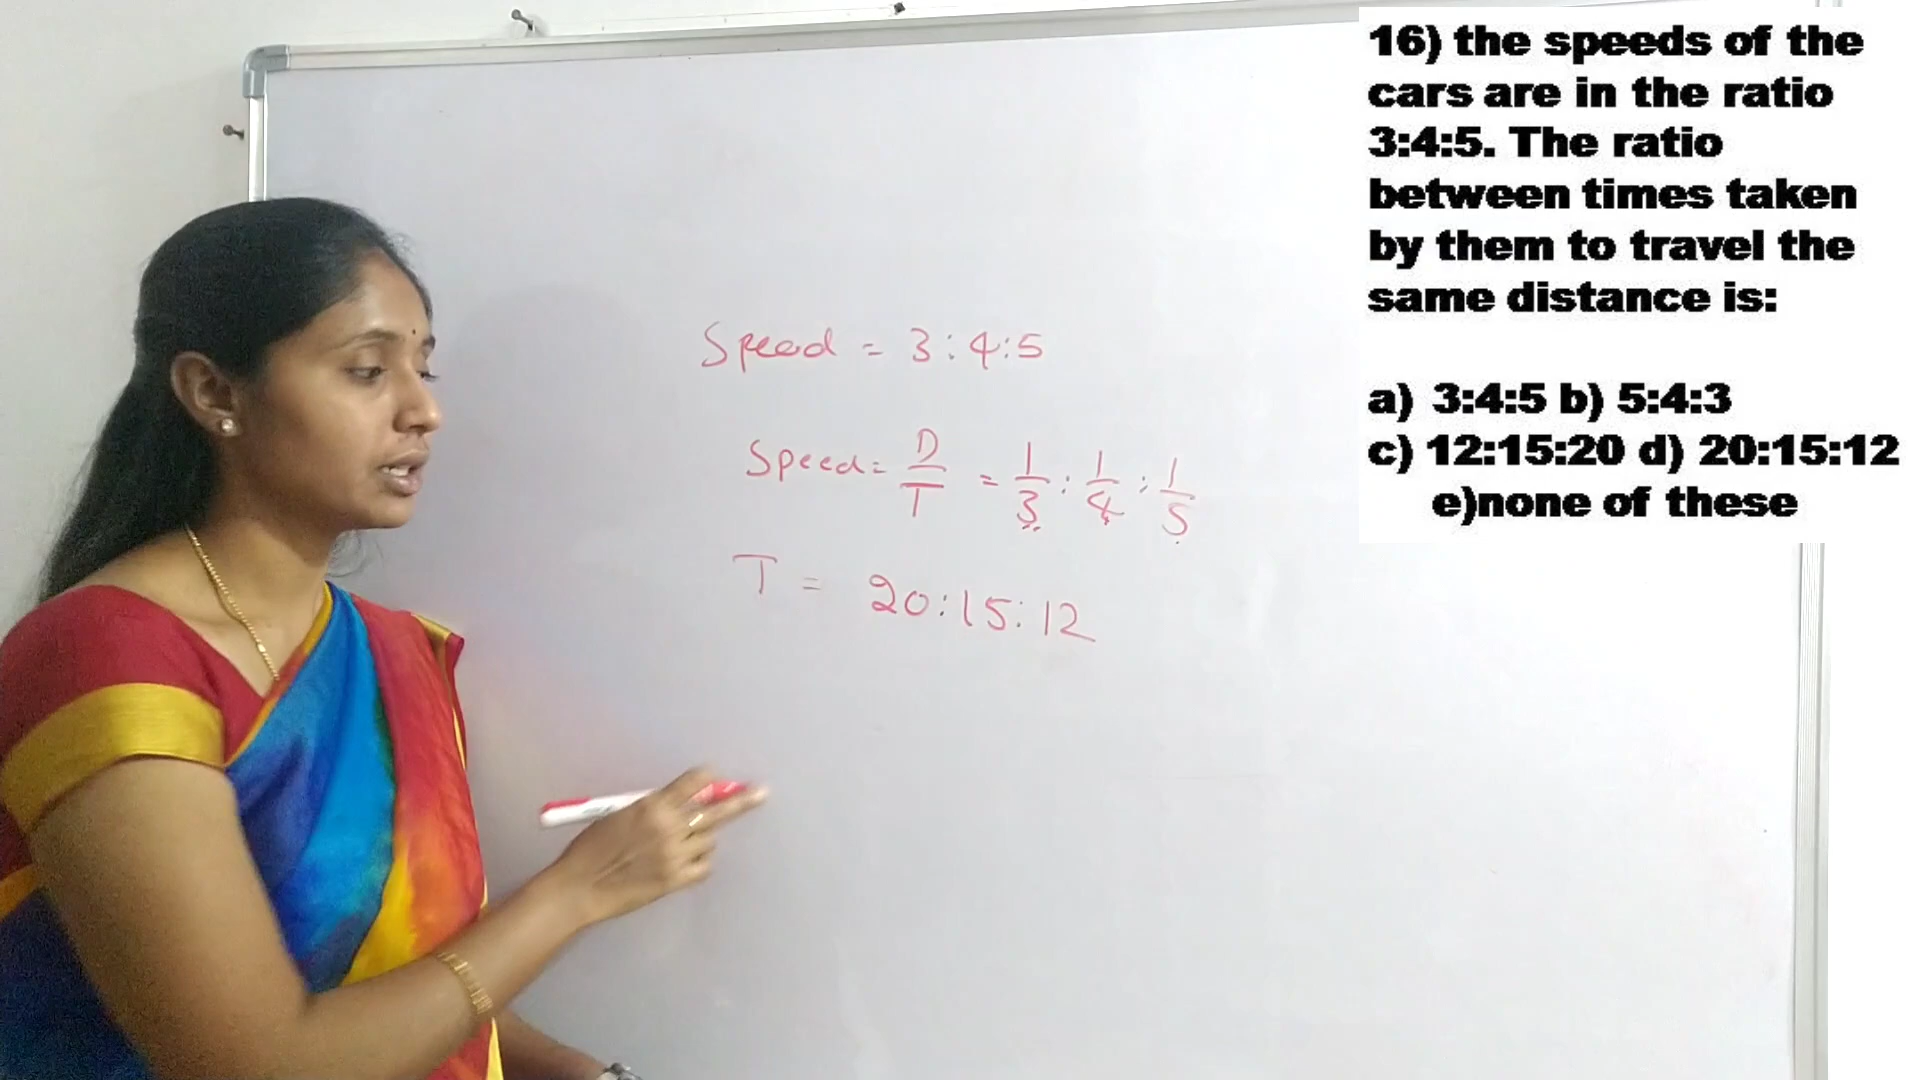 Speed = 3:4:5
Speed = D/T = 1/3 : 1/4 : 1/5
T = 20:15:12
16) the speeds of the
cars are in the ratio
3:4:5. The ratio
between times taken
by them to travel the
same distance is:
a) 3:4:5 b) 5:4:3
c) 12:15:20 d) 20:15:12
e)none of these